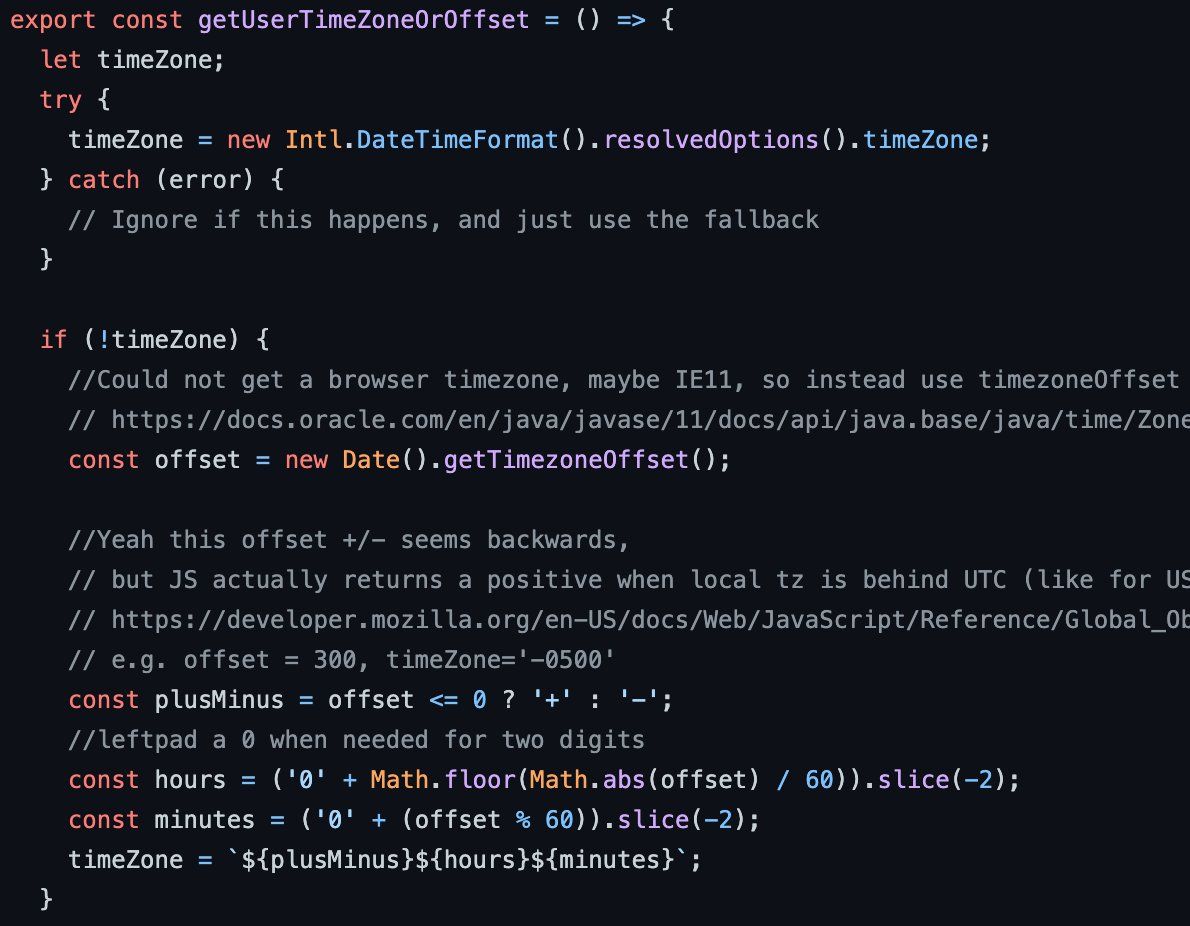 export const getUserTimeZoneOrOffset = () => {
  let timeZone;
  try {
    timeZone = new Intl.DateTimeFormat().resolvedOptions().timeZone;
  } catch (error) {
    // Ignore if this happens, and just use the fallback
  }

  if (!timeZone) {
    //Could not get a browser timezone, maybe IE11, so instead use timezoneOffset
    // https://docs.oracle.com/en/java/javase/11/docs/api/java.base/java/time/Zone
    const offset = new Date().getTimezoneOffset();

    //Yeah this offset +/- seems backwards,
    // but JS actually returns a positive when local tz is behind UTC (like for US
    // https://developer.mozilla.org/en-US/docs/Web/JavaScript/Reference/Global_Ob
    // e.g. offset = 300, timeZone='-0500'
    const plusMinus = offset <= 0 ? '+' : '-';
    //leftpad a 0 when needed for two digits
    const hours = ('0' + Math.floor(Math.abs(offset) / 60)).slice(-2);
    const minutes = ('0' + (offset % 60)).slice(-2);
    timeZone = `${plusMinus}${hours}${minutes}`;
  }